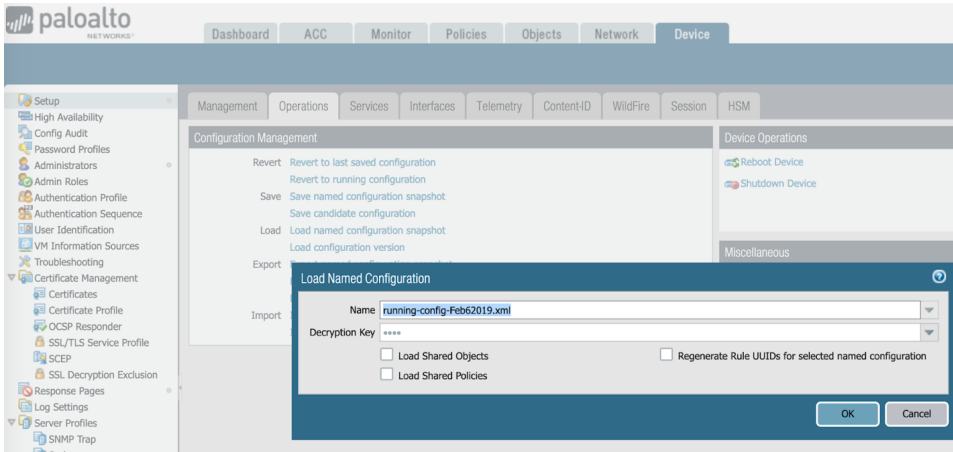 paloalto
NETWORKS
Dashboard ACC Monitor Policies Objects Network Device
Setup
High Availability
Config Audit
Password Profiles
Administrators
Admin Roles
Authentication Profile
Authentication Sequence
User Identification
VM Information Sources
Troubleshooting
Certificate Management
Certificates
Certificate Profile
OCSP Responder
SSL/TLS Service Profile
SCEP
SSL Decryption Exclusion
Response Pages
Log Settings
Server Profiles
SNMP Trap
Management Operations Services Interfaces Telemetry Content-ID WildFire Session HSM
Configuration Management
Revert Revert to last saved configuration
Revert to running configuration
Save Save named configuration snapshot
Save candidate configuration
Load Load named configuration snapshot
Load configuration version
Export
Import
Device Operations
Reboot Device
Shutdown Device
Miscellaneous
Load Named Configuration
Name running-config-Feb62019.xml
Decryption Key ••••
Load Shared Objects
Regenerate Rule UUIDs for selected named configuration
Load Shared Policies
OK Cancel